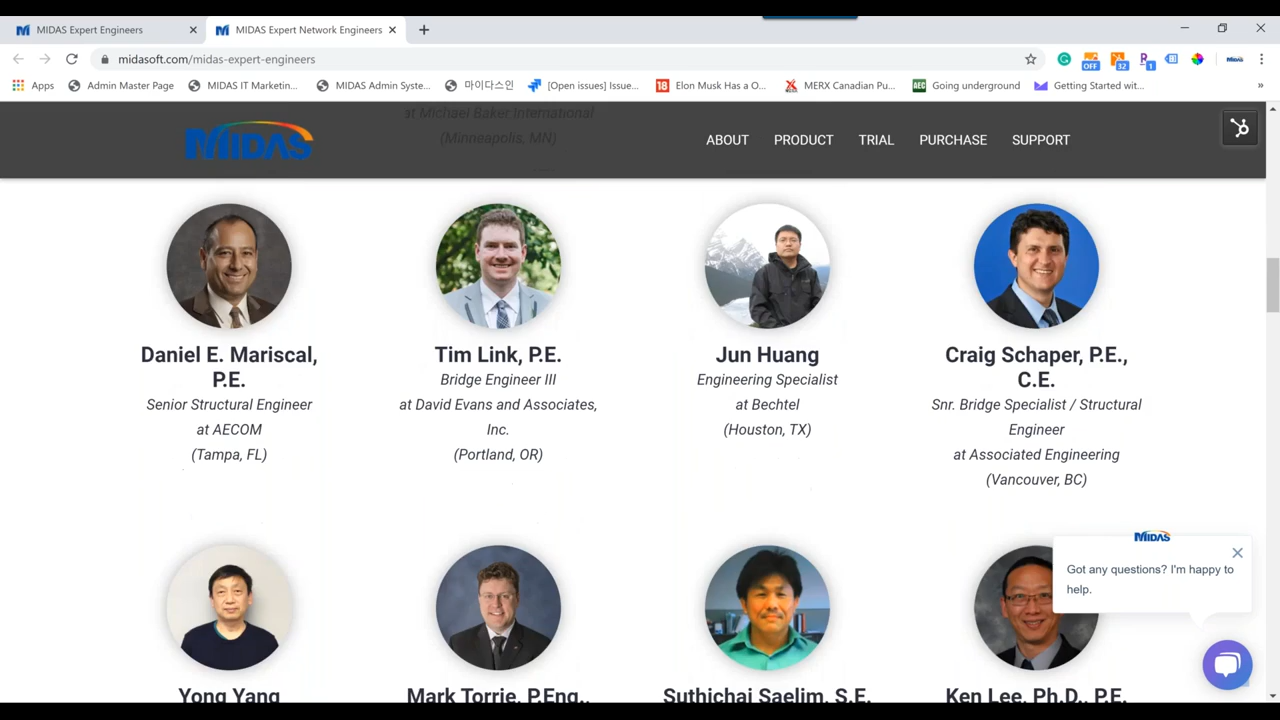 MIDAS Expert Engineers
MIDAS Expert Network Engineers
midasoft.com/midas-expert-engineers
OFF
32
1
Apps
Admin Master Page
MIDAS IT Marketin...
MIDAS Admin Syste...
마이다스인
[Open issues] Issue...
18 Elon Musk Has a O...
MERX Canadian Pu...
AEC Going underground
Getting Started wit...
at Michael Baker International
(Minneapolis, MN)
MIDAS
ABOUT
PRODUCT
TRIAL
PURCHASE
SUPPORT
Daniel E. Mariscal,
P.E.
Senior Structural Engineer
at AECOM
(Tampa, FL)
Tim Link, P.E.
Bridge Engineer III
at David Evans and Associates,
Inc.
(Portland, OR)
Jun Huang
Engineering Specialist
at Bechtel
(Houston, TX)
Craig Schaper, P.E.,
C.E.
Snr. Bridge Specialist / Structural
Engineer
at Associated Engineering
(Vancouver, BC)
MIDAS
Got any questions? I'm happy to
help.
Yong Yang
Mark Torrie, P.Eng.,
Suthichai Saelim, S.E.
Ken Lee, Ph.D., P.E.